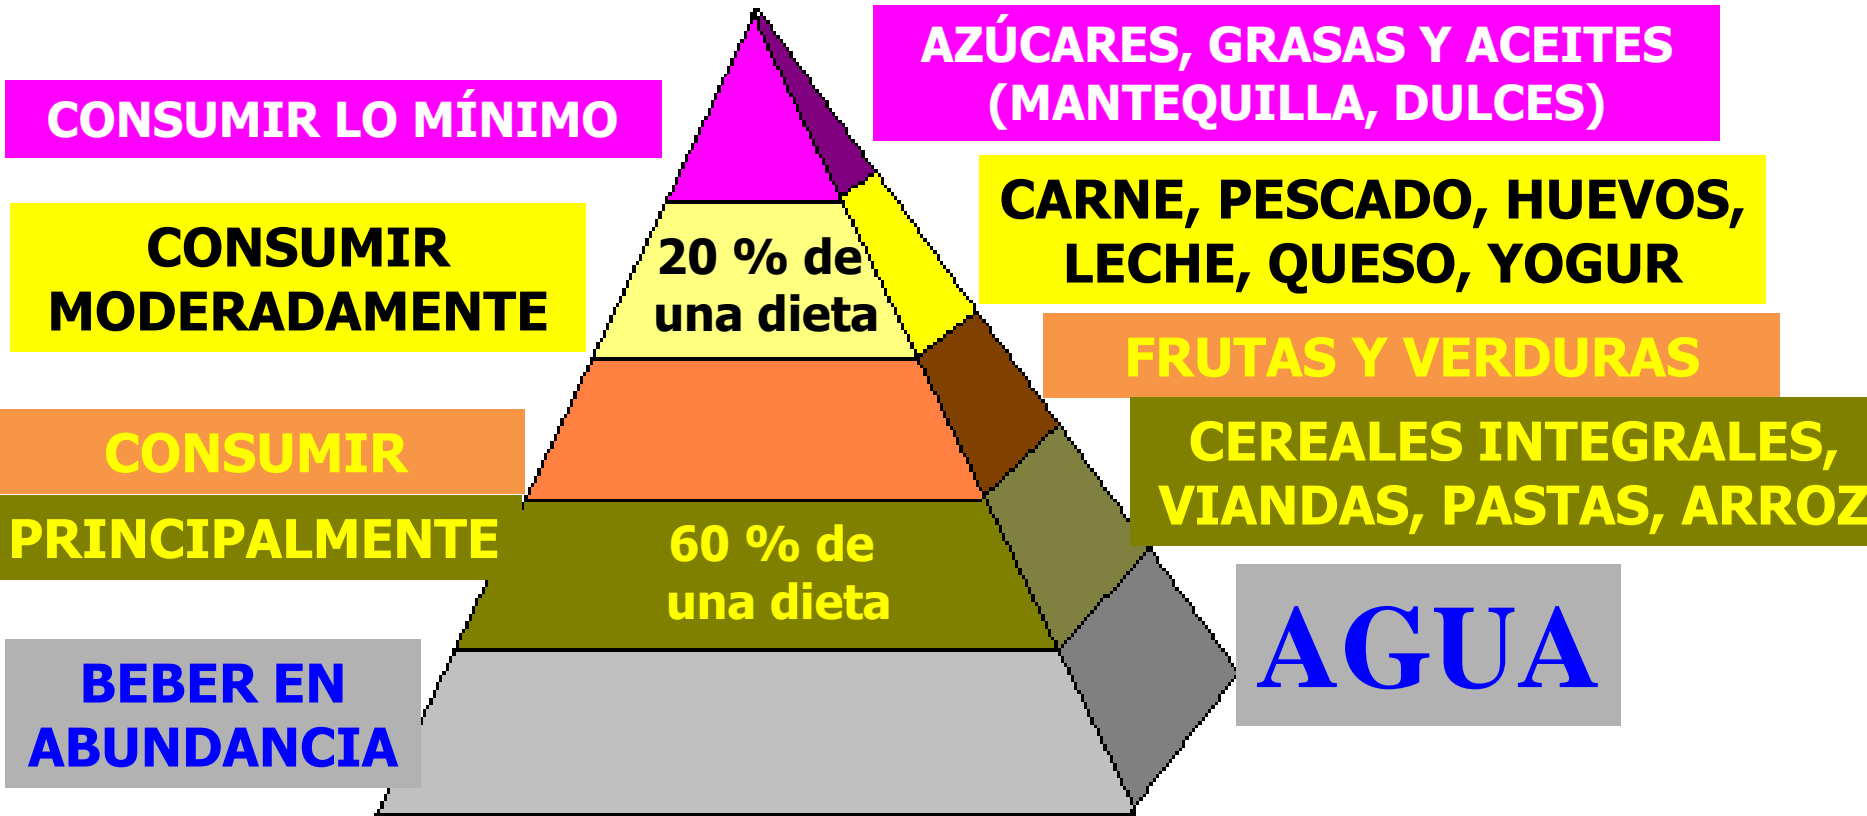 AZÚCARES, GRASAS Y ACEITES
(MANTEQUILLA, DULCES)
CONSUMIR LO MÍNIMO
CARNE, PESCADO, HUEVOS,
LECHE, QUESO, YOGUR
CONSUMIR
MODERADAMENTE
20 % de
una dieta
FRUTAS Y VERDURAS
CONSUMIR
PRINCIPALMENTE
CEREALES INTEGRALES,
VIANDAS, PASTAS, ARROZ
60 % de
una dieta
BEBER EN
ABUNDANCIA
AGUA